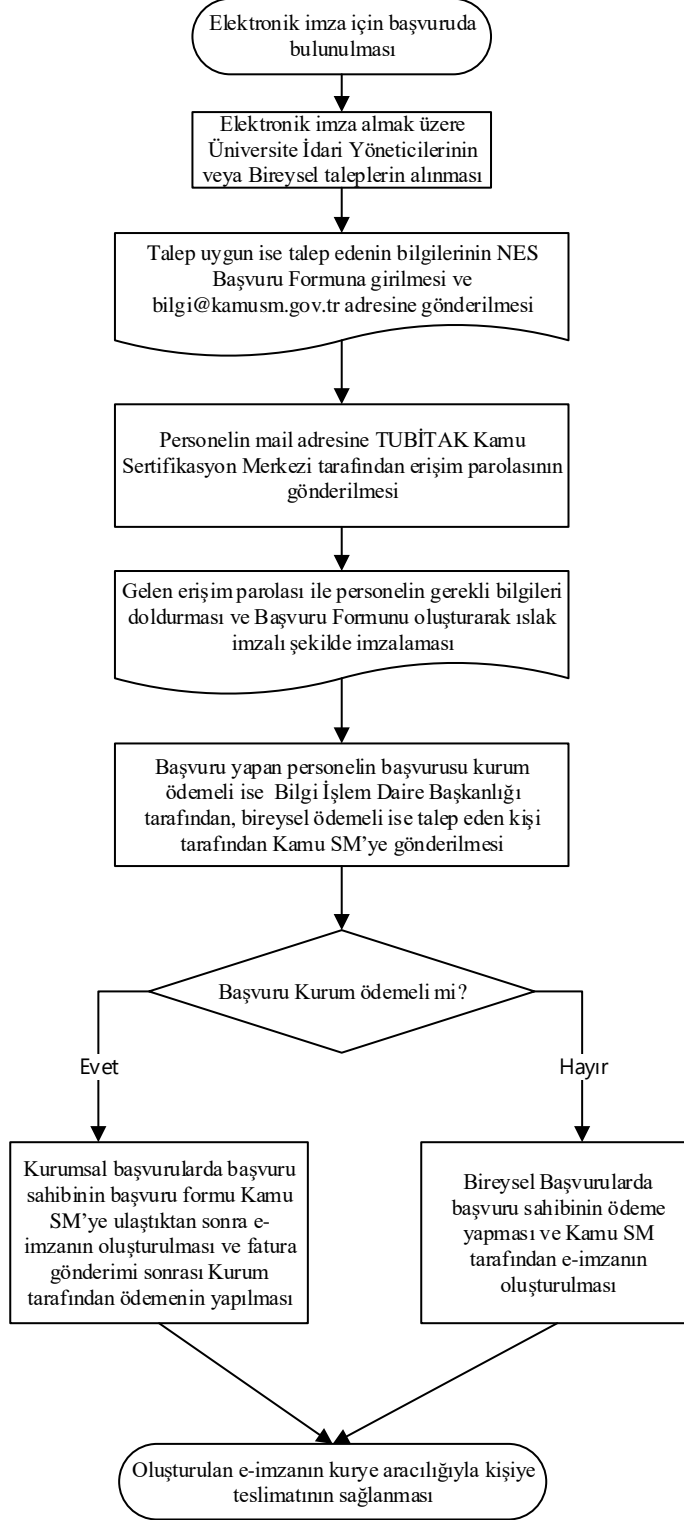 Elektronik imza için başvuruda
bulunulması
Elektronik imza almak üzere
Üniversite İdari Yöneticilerinin
veya Bireysel taleplerin alınması
Talep uygun ise talep edenin bilgilerinin NES
Başvuru Formuna girilmesi ve
bilgi@kamusm.gov.tr adresine gönderilmesi
Personelin mail adresine TUBİTAK Kamu
Sertifikasyon Merkezi tarafından erişim parolasının
gönderilmesi
Gelen erişim parolası ile personelin gerekli bilgileri
doldurması ve Başvuru Formunu oluşturarak ıslak
imzalı şekilde imzalaması
Başvuru yapan personelin başvurusu kurum
ödemeli ise Bilgi İşlem Daire Başkanlığı
tarafından, bireysel ödemeli ise talep eden kişi
tarafından Kamu SM’ye gönderilmesi
Başvuru Kurum ödemeli mi?
Evet
Hayır
Kurumsal başvurularda başvuru
sahibinin başvuru formu Kamu
SM’ye ulaştıktan sonra e-
imzanın oluşturulması ve fatura
gönderimi sonrası Kurum
tarafından ödemenin yapılması
Bireysel Başvurularda
başvuru sahibinin ödeme
yapması ve Kamu SM
tarafından e-imzanın
oluşturulması
Oluşturulan e-imzanın kurye aracılığıyla kişiye
teslimatının sağlanması